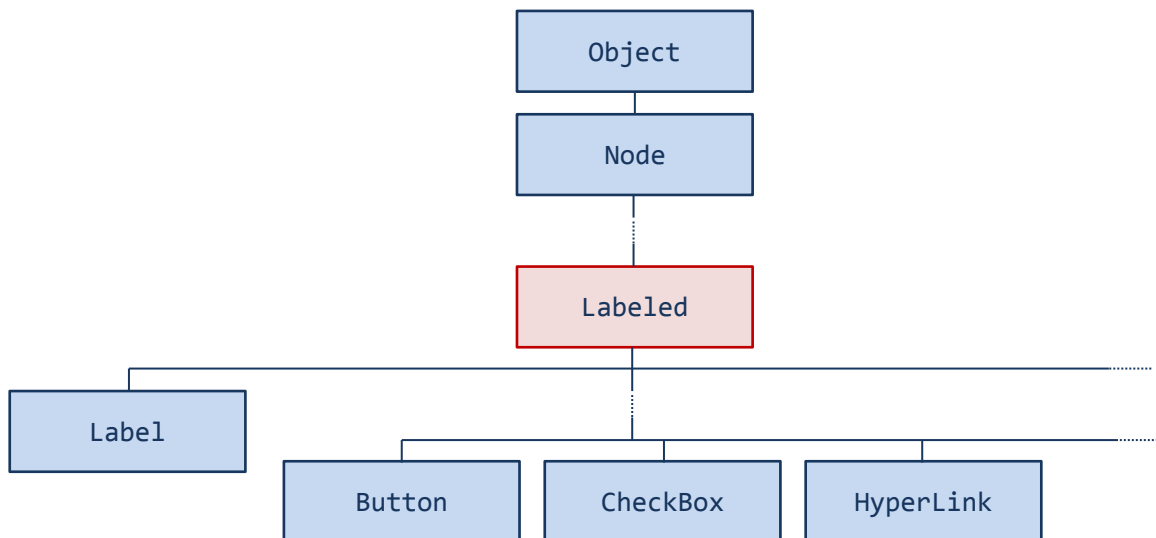 Object
Node
Labeled
Label
Button
CheckBox
HyperLink